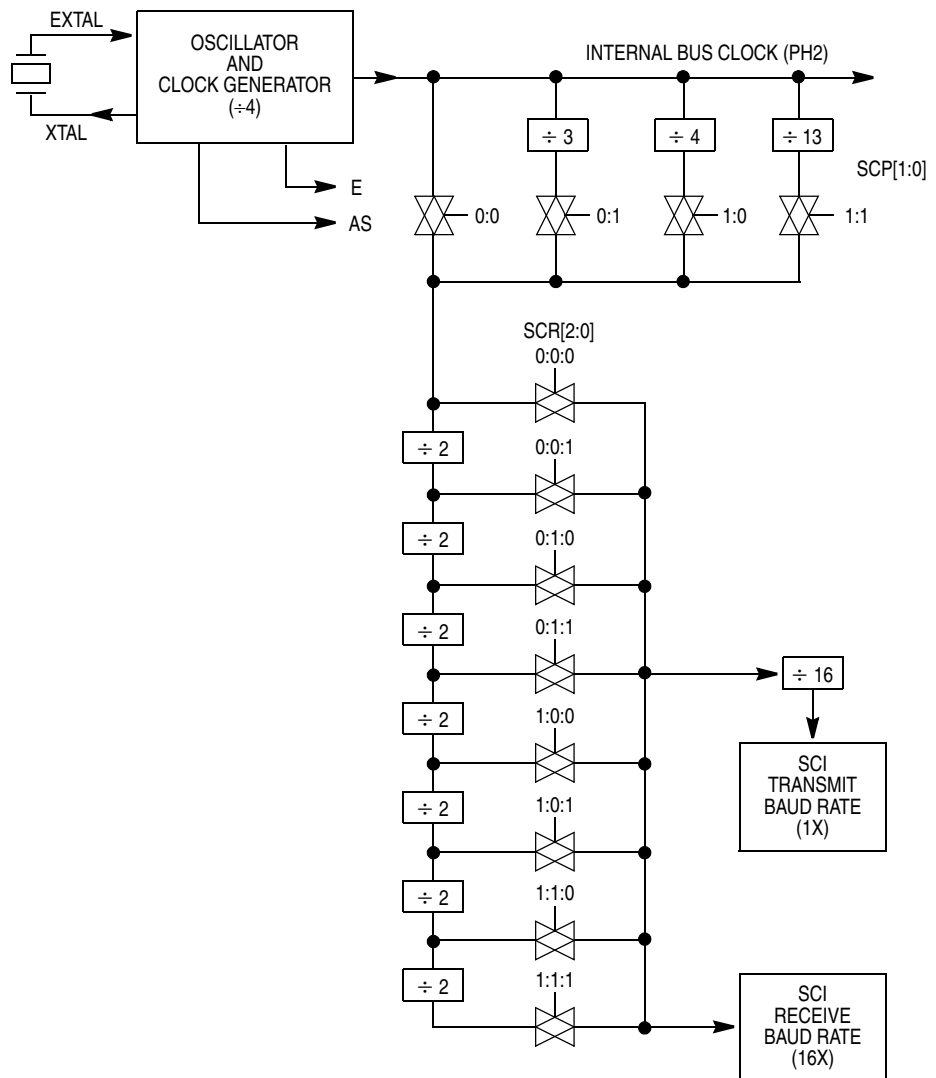 EXTAL
XTAL
OSCILLATOR
AND
CLOCK GENERATOR
(÷4)
E
AS
INTERNAL BUS CLOCK (PH2)
÷ 3
÷ 4
÷ 13
SCP[1:0]
0:0
0:1
1:0
1:1
SCR[2:0]
0:0:0
÷ 2
0:0:1
÷ 2
0:1:0
÷ 2
0:1:1
÷ 16
÷ 2
1:0:0
SCI
TRANSMIT
BAUD RATE
(1X)
÷ 2
1:0:1
÷ 2
1:1:0
÷ 2
1:1:1
SCI
RECEIVE
BAUD RATE
(16X)